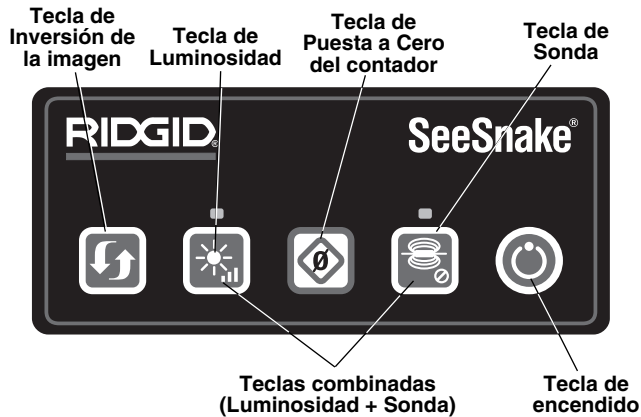 Tecla de
Inversión de
la imagen
Tecla de
Luminosidad
Tecla de
Puesta a Cero
del contador
Tecla de
Sonda
RIDGID®
SeeSnake®
Ø
Teclas combinadas
(Luminosidad + Sonda)
Tecla de
encendido